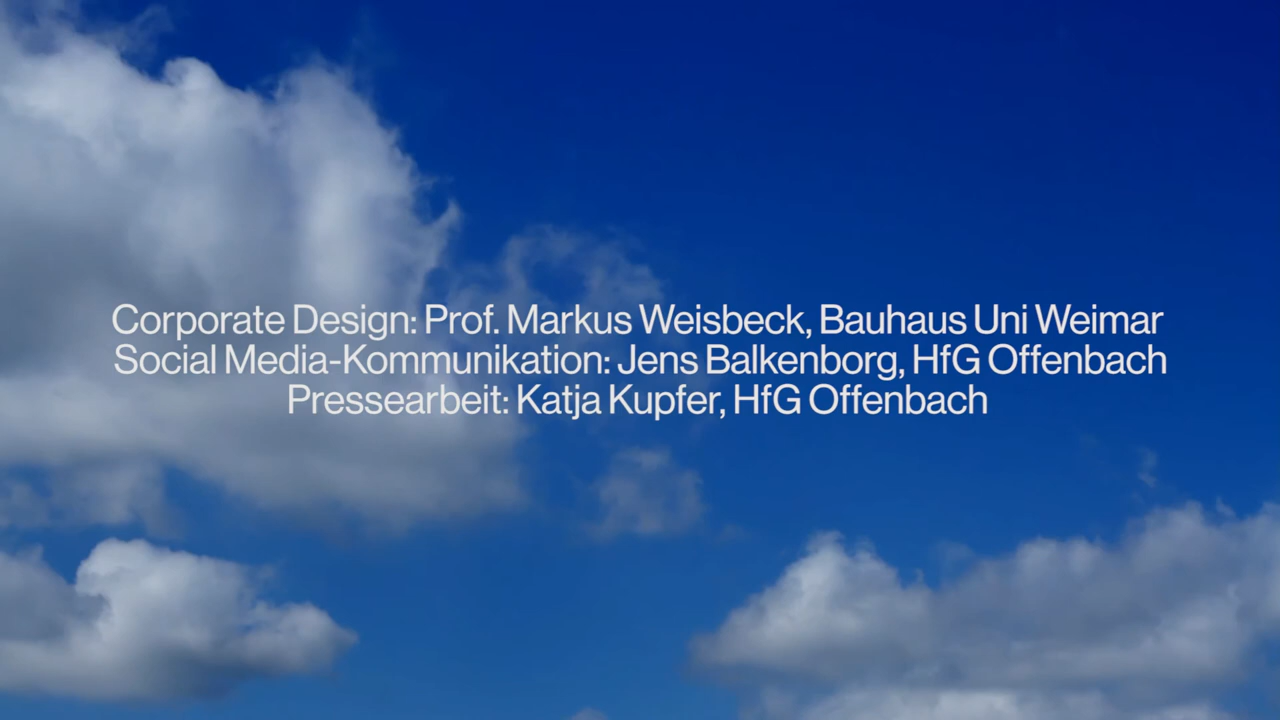 Corporate Design: Prof. Markus Weisbeck, Bauhaus Uni Weimar
Social Media-Kommunikation: Jens Balkenborg, HfG Offenbach
Pressearbeit: Katja Kupfer, HfG Offenbach